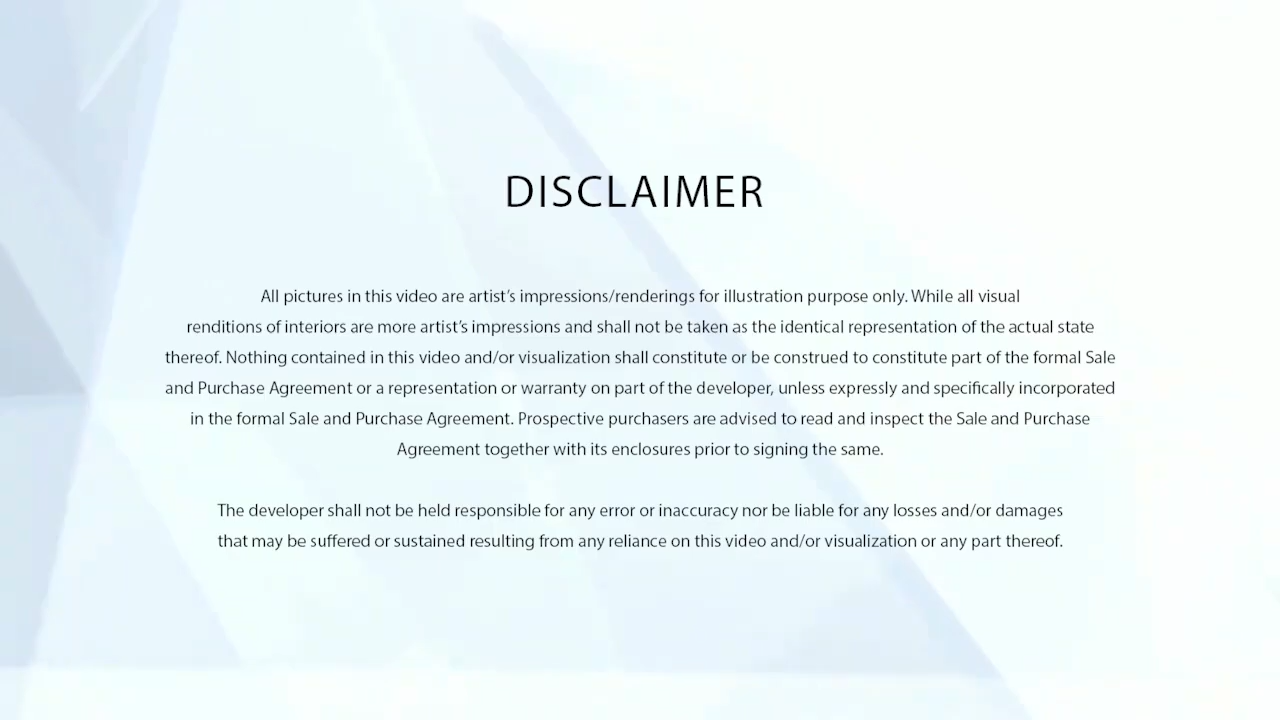 DISCLAIMER
All pictures in this video are artist's impressions/renderings for illustration purpose only. While all visual
renditions of interiors are more artist's impressions and shall not be taken as the identical representation of the actual state
thereof. Nothing contained in this video and/or visualization shall constitute or be construed to constitute part of the formal Sale
and Purchase Agreement or a representation or warranty on part of the developer, unless expressly and specifically incorporated
in the formal Sale and Purchase Agreement. Prospective purchasers are advised to read and inspect the Sale and Purchase
Agreement together with its enclosures prior to signing the same.
The developer shall not be held responsible for any error or inaccuracy nor be liable for any losses and/or damages
that may be suffered or sustained resulting from any reliance on this video and/or visualization or any part thereof.